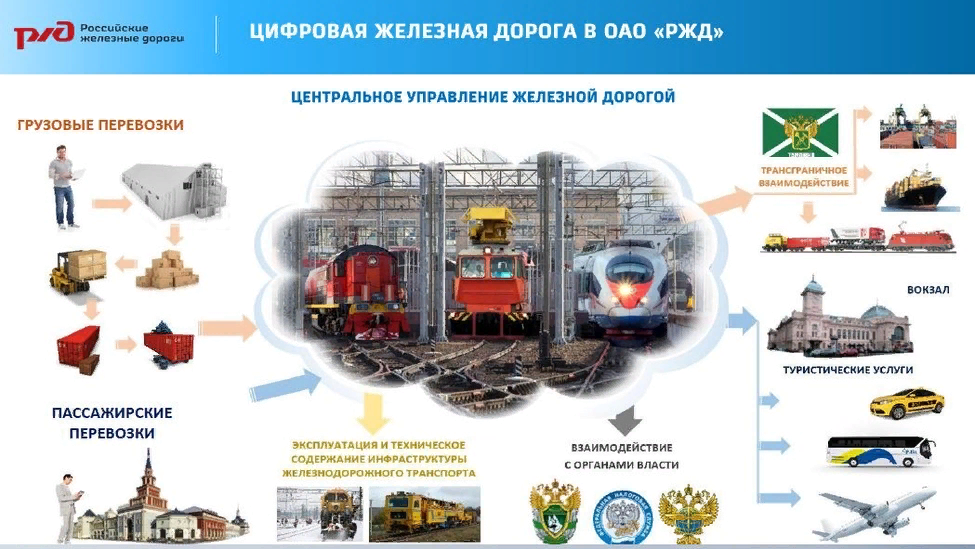 Российские
железные дороги
ЦИФРОВАЯ ЖЕЛЕЗНАЯ ДОРОГА В ОАО «РЖД»
ЦЕНТРАЛЬНОЕ УПРАВЛЕНИЕ ЖЕЛЕЗНОЙ ДОРОГОЙ
ГРУЗОВЫЕ ПЕРЕВОЗКИ
ТАМОЖНЯ
ТРАНСГРАНИЧНОЕ
ВЗАИМОДЕЙСТВИЕ
ВОКЗАЛ
ТУРИСТИЧЕСКИЕ УСЛУГИ
ПАССАЖИРСКИЕ
ПЕРЕВОЗКИ
ЭКСПЛУАТАЦИЯ И ТЕХНИЧЕСКОЕ
СОДЕРЖАНИЕ ИНФРАСТРУКТУРЫ
ЖЕЛЕЗНОДОРОЖНОГО ТРАНСПОРТА
ВЗАИМОДЕЙСТВИЕ
С ОРГАНАМИ ВЛАСТИ